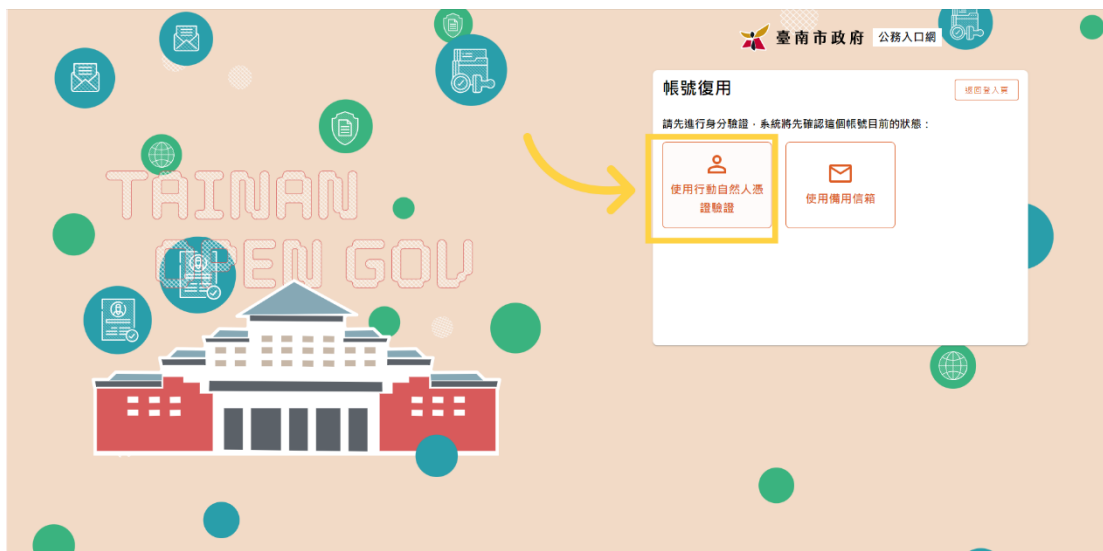 臺南市政府 公務入口網
帳號復用
返回登入頁
請先進行身分驗證,系統將先確認這個帳號目前的狀態:
使用行動自然人憑
證驗證
使用備用信箱
TAINAN
OPEN GOV